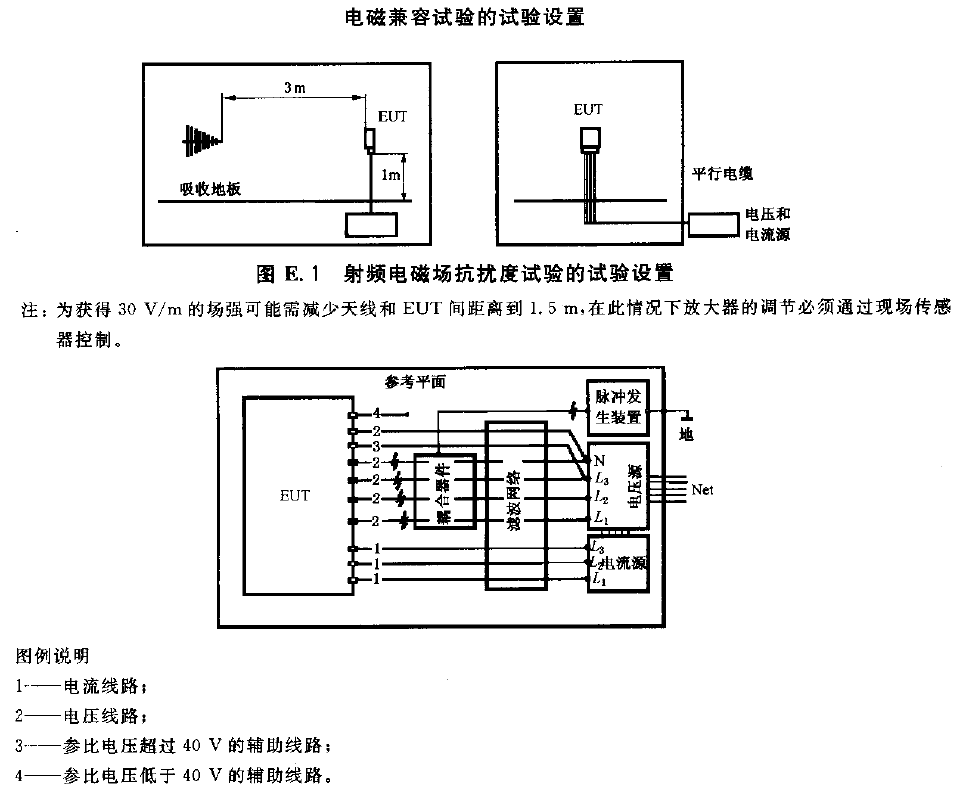 电磁兼容试验的试验设置
3m
EUT
1m
吸收地板
EUT
平行电缆
电压和
电流源
图 E.1 射频电磁场抗扰度试验的试验设置
注：为获得 30 V/m 的场强可能需减少天线和 EUT 间距离到 1.5 m,在此情况下放大器的调节必须通过现场传感
器控制。
参考平面
脉冲发
生装置
地
4
2
3
2
2
2
2
1
1
1
EUT
耦合器件
滤波网络
N
L3
L2
L1
电压源
Net
L3
L2
L1
电流源
图例说明
1——电流线路；
2——电压线路；
3——参比电压超过 40 V 的辅助线路；
4——参比电压低于 40 V 的辅助线路。